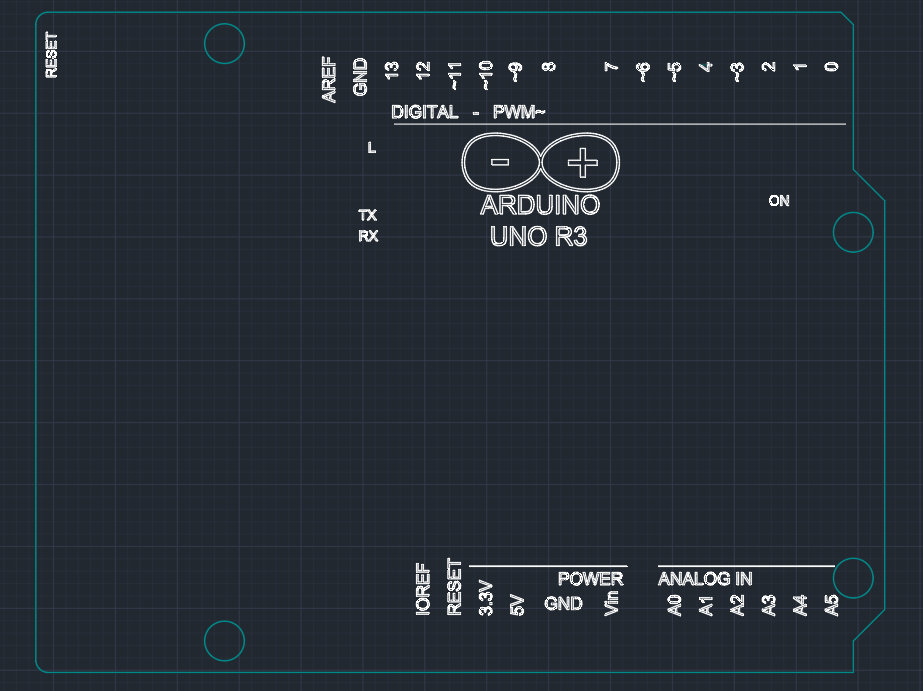 RESET
AREF GND 13 12 ~11 ~10 ~9 8 7 ~6 ~5 4 ~3 2 1 0
DIGITAL - PWM~
L
- +
ARDUINO
ON
TX
UNO R3
RX
POWER ANALOG IN
IOREF RESET 3.3V 5V GND Vin A0 A1 A2 A3 A4 A5